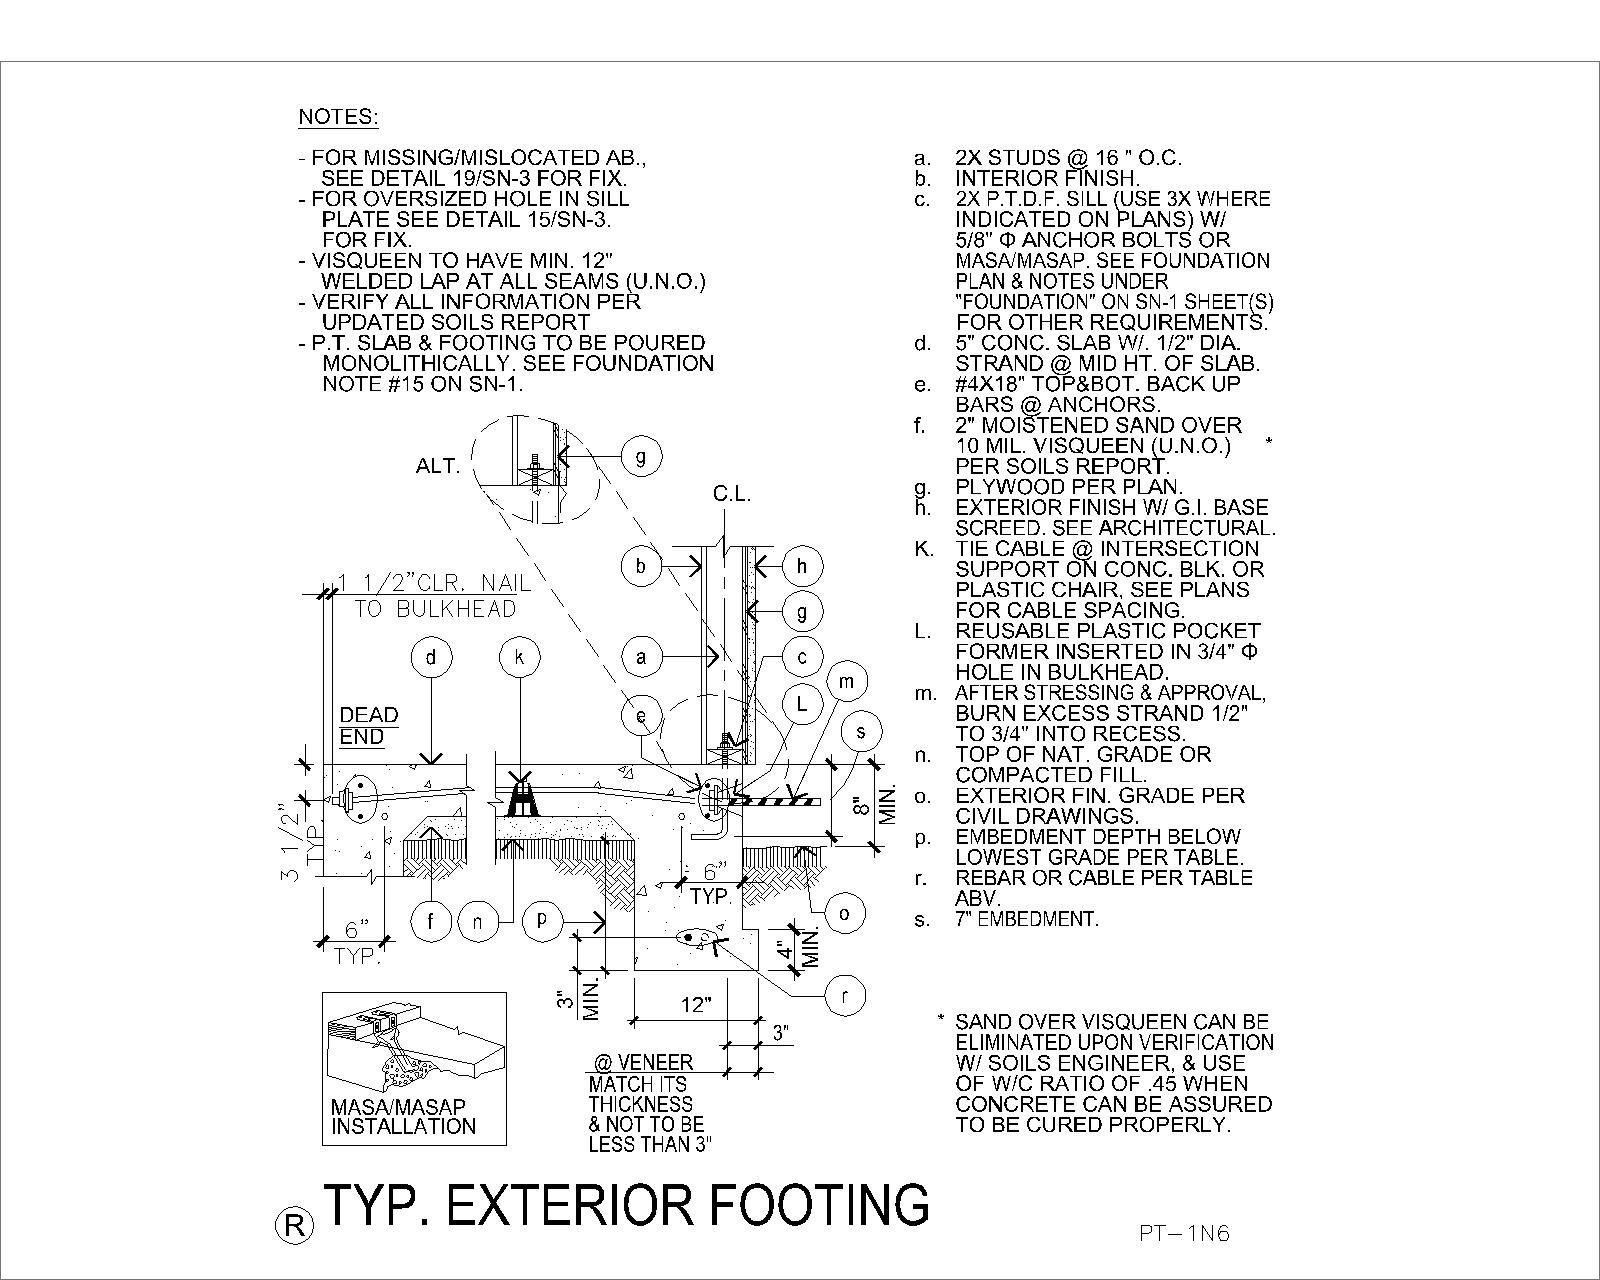 NOTES:
- FOR MISSING/MISLOCATED AB.,
SEE DETAIL 19/SN-3 FOR FIX.
- FOR OVERSIZED HOLE IN SILL
PLATE SEE DETAIL 15/SN-3.
FOR FIX.
- VISQUEEN TO HAVE MIN. 12"
WELDED LAP AT ALL SEAMS (U.N.O.)
- VERIFY ALL INFORMATION PER
UPDATED SOILS REPORT
- P.T. SLAB & FOOTING TO BE POURED
MONOLITHICALLY. SEE FOUNDATION
NOTE #15 ON SN-1.
a. 2X STUDS @ 16 " O.C.
b. INTERIOR FINISH.
c. 2X P.T.D.F. SILL (USE 3X WHERE
INDICATED ON PLANS) W/
5/8" Φ ANCHOR BOLTS OR
MASA/MASAP. SEE FOUNDATION
PLAN & NOTES UNDER
"FOUNDATION" ON SN-1 SHEET(S)
FOR OTHER REQUIREMENTS.
d. 5" CONC. SLAB W/. 1/2" DIA.
STRAND @ MID HT. OF SLAB.
e. #4X18" TOP&BOT. BACK UP
BARS @ ANCHORS.
f. 2" MOISTENED SAND OVER
10 MIL. VISQUEEN (U.N.O.) *
PER SOILS REPORT.
g. PLYWOOD PER PLAN.
h. EXTERIOR FINISH W/ G.I. BASE
SCREED. SEE ARCHITECTURAL.
K. TIE CABLE @ INTERSECTION
SUPPORT ON CONC. BLK. OR
PLASTIC CHAIR, SEE PLANS
FOR CABLE SPACING.
L. REUSABLE PLASTIC POCKET
FORMER INSERTED IN 3/4" Φ
HOLE IN BULKHEAD.
m. AFTER STRESSING & APPROVAL,
BURN EXCESS STRAND 1/2"
TO 3/4" INTO RECESS.
n. TOP OF NAT. GRADE OR
COMPACTED FILL.
o. EXTERIOR FIN. GRADE PER
CIVIL DRAWINGS.
p. EMBEDMENT DEPTH BELOW
LOWEST GRADE PER TABLE.
r. REBAR OR CABLE PER TABLE
ABV.
s. 7" EMBEDMENT.
* SAND OVER VISQUEEN CAN BE
ELIMINATED UPON VERIFICATION
W/ SOILS ENGINEER, & USE
OF W/C RATIO OF .45 WHEN
CONCRETE CAN BE ASSURED
TO BE CURED PROPERLY.
ALT.
g
C.L.
b
h
1 1/2"CLR. NAIL
TO BULKHEAD
g
d
k
a
c
m
L
e
s
DEAD
END
8"
MIN.
3 1/2"
TYP.
6"
TYP.
6"
TYP.
f
n
p
o
4"
MIN.
r
3"
MIN.
12"
3"
@ VENEER
MATCH ITS
THICKNESS
& NOT TO BE
LESS THAN 3"
MASA/MASAP
INSTALLATION
R
TYP. EXTERIOR FOOTING
PT-1N6